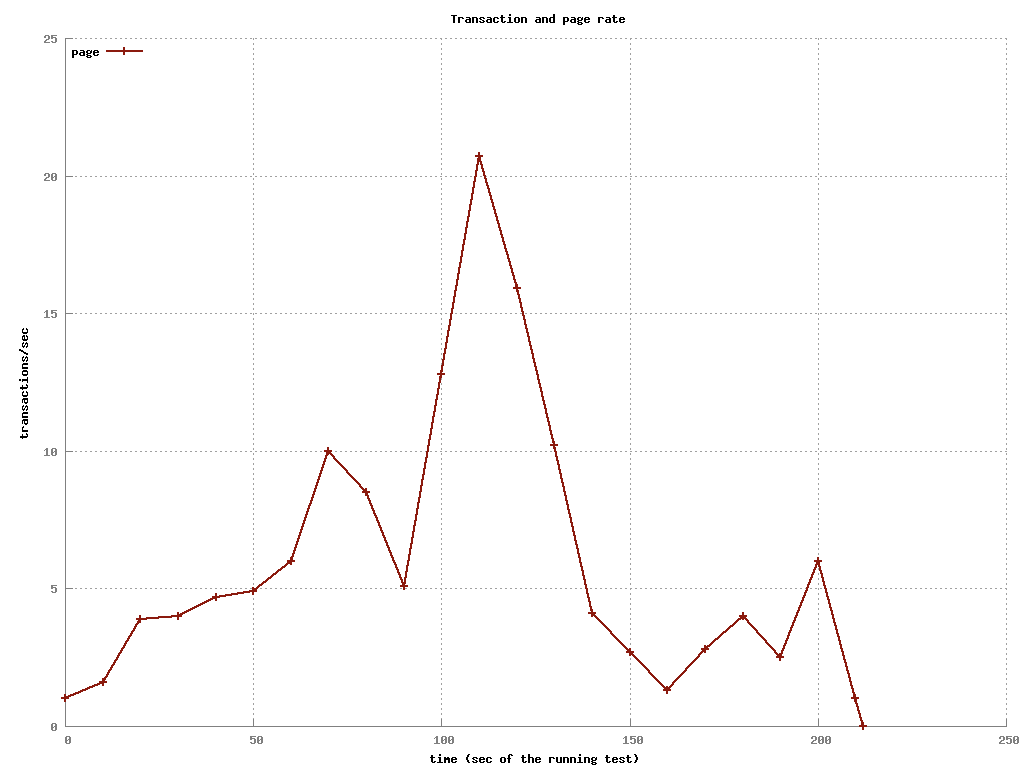 Transaction and page rate
25
page
20
15
transactions/sec
10
5
0
0 50 100 150 200 250
time (sec of the running test)